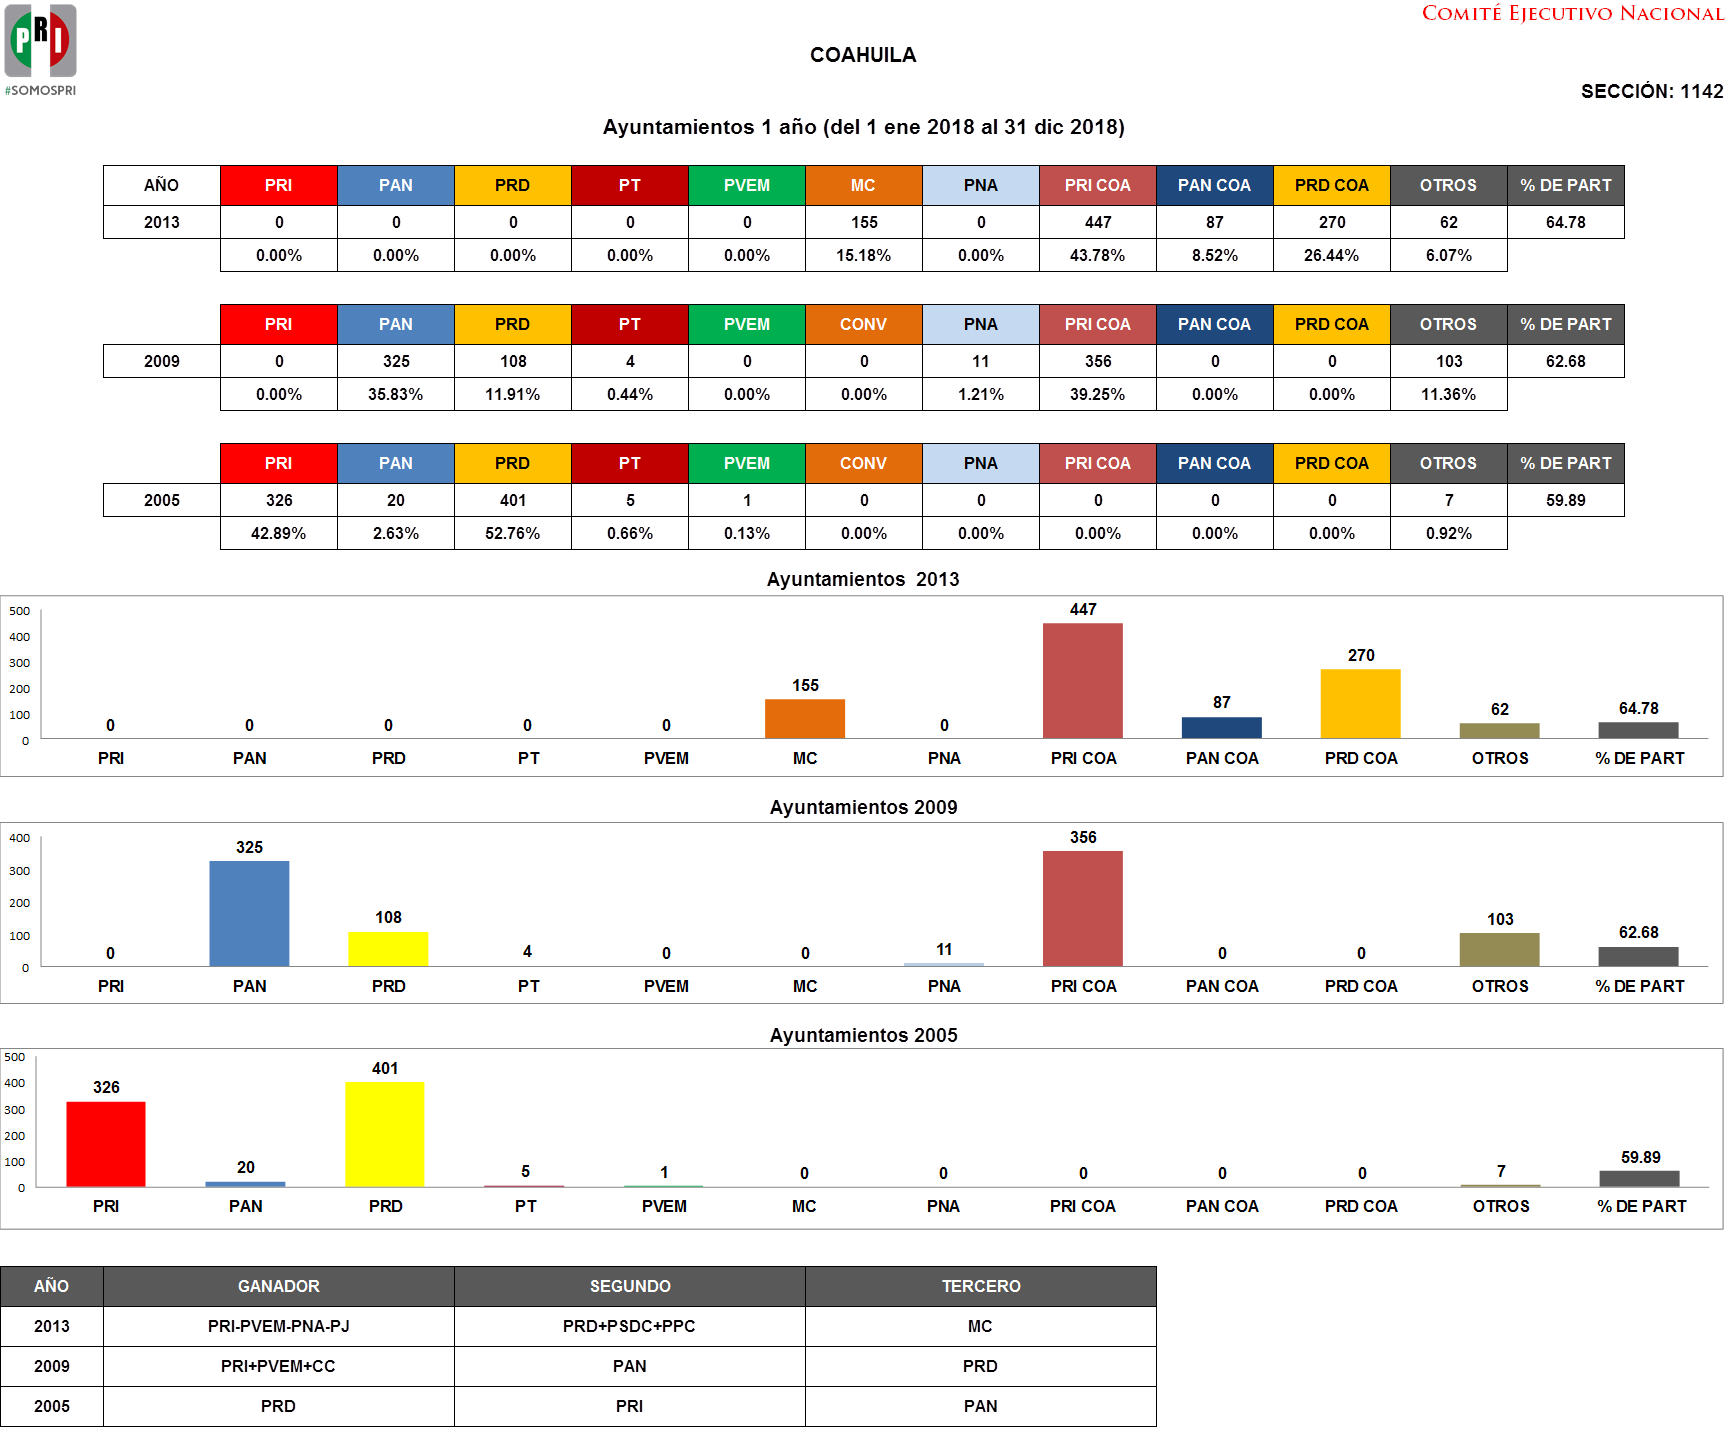 PRI
#SOMOSPRI
COMITÉ EJECUTIVO NACIONAL
COAHUILA
SECCIÓN: 1142
Ayuntamientos 1 año (del 1 ene 2018 al 31 dic 2018)
AÑO PRI PAN PRD PT PVEM MC PNA PRI COA PAN COA PRD COA OTROS % DE PART
2013 0 0 0 0 0 155 0 447 87 270 62 64.78
0.00% 0.00% 0.00% 0.00% 0.00% 15.18% 0.00% 43.78% 8.52% 26.44% 6.07%
PRI PAN PRD PT PVEM CONV PNA PRI COA PAN COA PRD COA OTROS % DE PART
2009 0 325 108 4 0 0 11 356 0 0 103 62.68
0.00% 35.83% 11.91% 0.44% 0.00% 0.00% 1.21% 39.25% 0.00% 0.00% 11.36%
PRI PAN PRD PT PVEM CONV PNA PRI COA PAN COA PRD COA OTROS % DE PART
2005 326 20 401 5 1 0 0 0 0 0 7 59.89
42.89% 2.63% 52.76% 0.66% 0.13% 0.00% 0.00% 0.00% 0.00% 0.00% 0.92%
Ayuntamientos 2013
500
400
300
200
100
0
0 0 0 0 0 155 0 447 87 270 62 64.78
PRI PAN PRD PT PVEM MC PNA PRI COA PAN COA PRD COA OTROS % DE PART
Ayuntamientos 2009
400
300
200
100
0
0 325 108 4 0 0 11 356 0 0 103 62.68
PRI PAN PRD PT PVEM MC PNA PRI COA PAN COA PRD COA OTROS % DE PART
Ayuntamientos 2005
500
400
300
200
100
0
326 20 401 5 1 0 0 0 0 0 7 59.89
PRI PAN PRD PT PVEM MC PNA PRI COA PAN COA PRD COA OTROS % DE PART
AÑO GANADOR SEGUNDO TERCERO
2013 PRI-PVEM-PNA-PJ PRD+PSDC+PPC MC
2009 PRI+PVEM+CC PAN PRD
2005 PRD PRI PAN